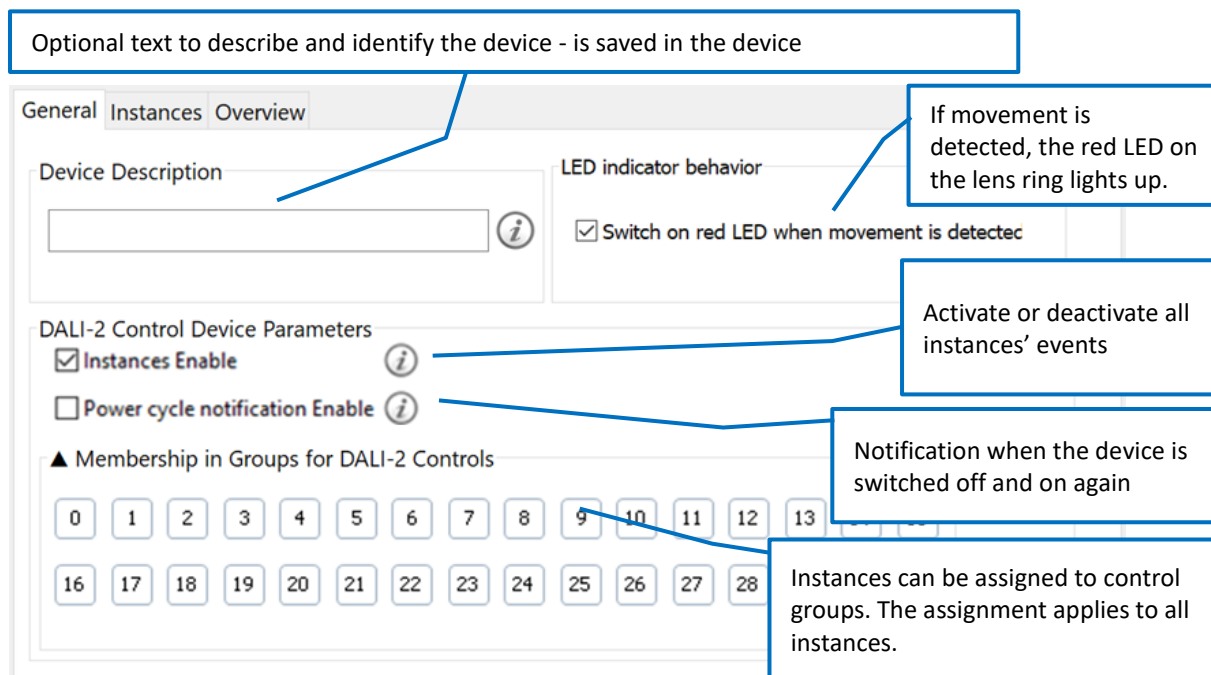 Optional text to describe and identify the device - is saved in the device
General Instances Overview
If movement is
detected, the red LED on
the lens ring lights up.
Device Description
LED indicator behavior
Switch on red LED when movement is detected
Activate or deactivate all
instances’ events
DALI-2 Control Device Parameters
Instances Enable
Power cycle notification Enable
Notification when the device is
switched off and on again
▲ Membership in Groups for DALI-2 Controls
0 1 2 3 4 5 6 7 8 9 10 11 12 13
16 17 18 19 20 21 22 23 24 25 26 27 28
Instances can be assigned to control
groups. The assignment applies to all
instances.